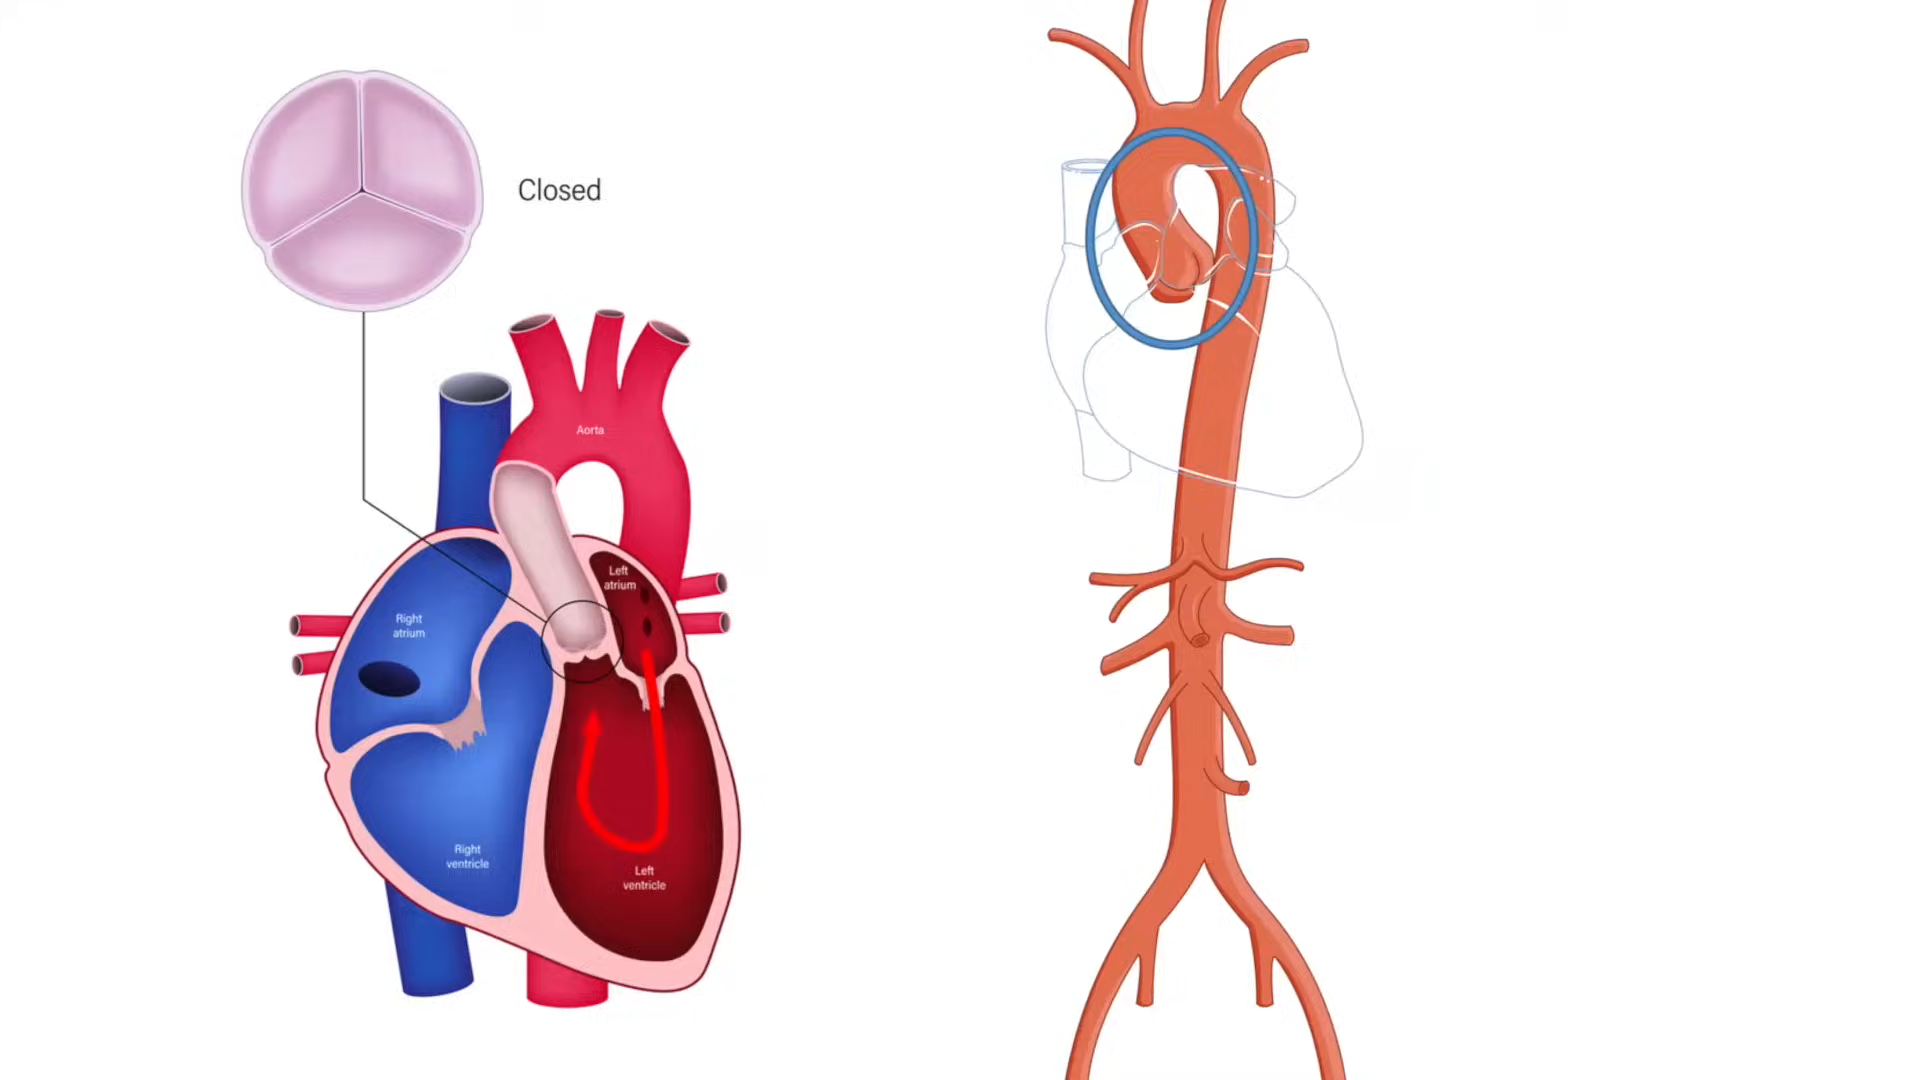 Closed
Aorta
Left
atrium
Right
atrium
Right
ventricle
Left
ventricle